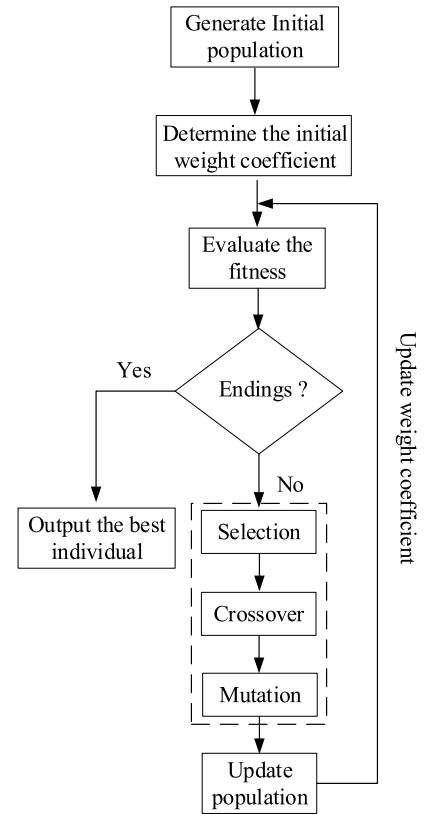 Generate Initial
population
Determine the initial
weight coefficient
Evaluate the
fitness
Endings ?
Yes
No
Output the best
individual
Selection
Crossover
Mutation
Update
population
Update weight coefficient